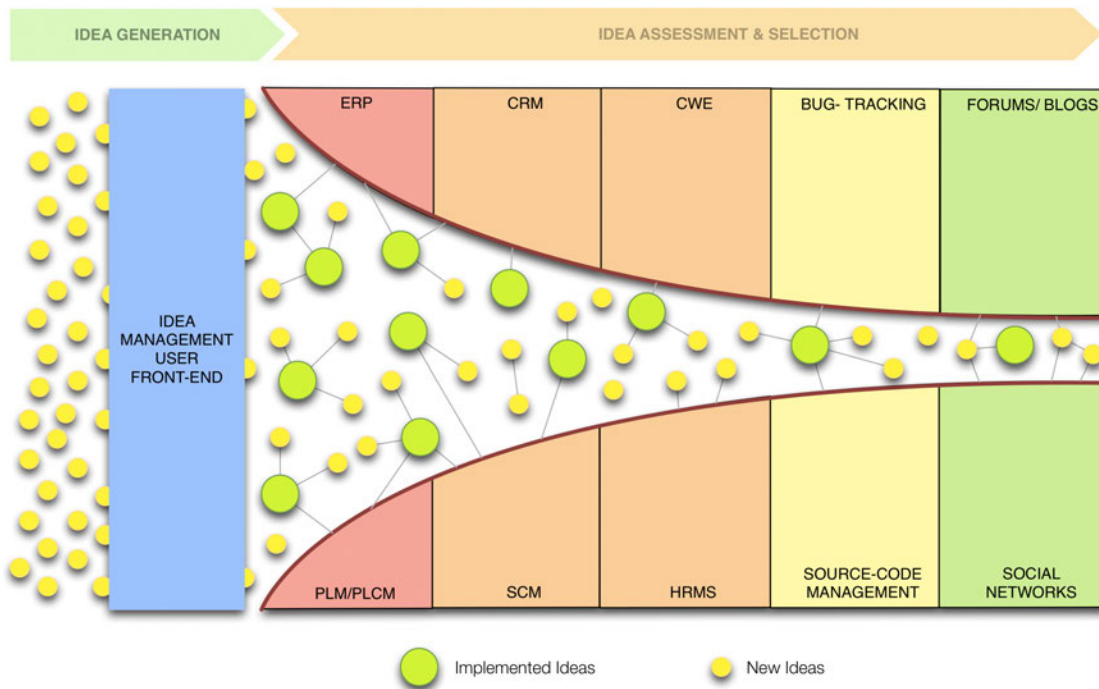 IDEA GENERATION
IDEA ASSESSMENT & SELECTION
ERP
CRM
CWE
BUG- TRACKING
FORUMS/ BLOGS
IDEA
MANAGEMENT
USER
FRONT-END
PLM/PLCM
SCM
HRMS
SOURCE-CODE
MANAGEMENT
SOCIAL
NETWORKS
Implemented Ideas
New Ideas